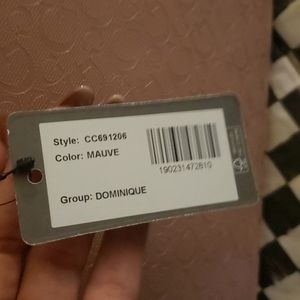 Style: CC691206
Color: MAUVE
190231472810
Group: DOMINIQUE